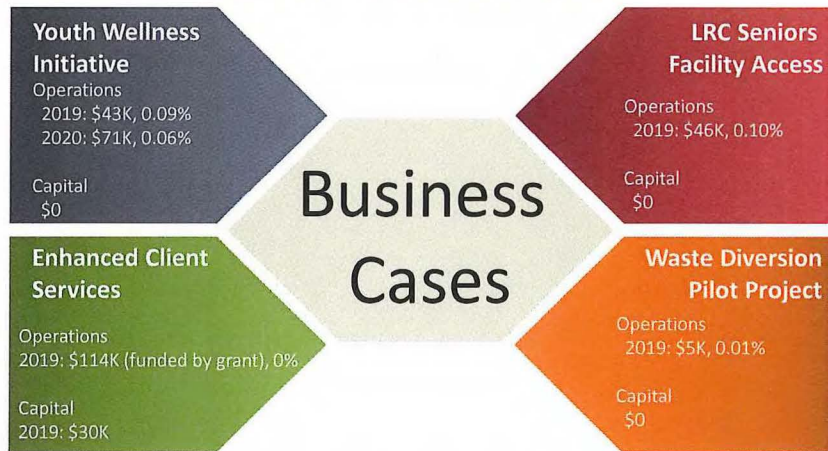 Youth Wellness
Initiative
Operations
2019: $43K, 0.09%
2020: $71K, 0.06%
Capital
$0
LRC Seniors
Facility Access
Operations
2019: $46K, 0.10%
Capital
$0
Business
Cases
Enhanced Client
Services
Operations
2019: $114K (funded by grant), 0%
Capital
2019: $30K
Waste Diversion
Pilot Project
Operations
2019: $5K, 0.01%
Capital
$0